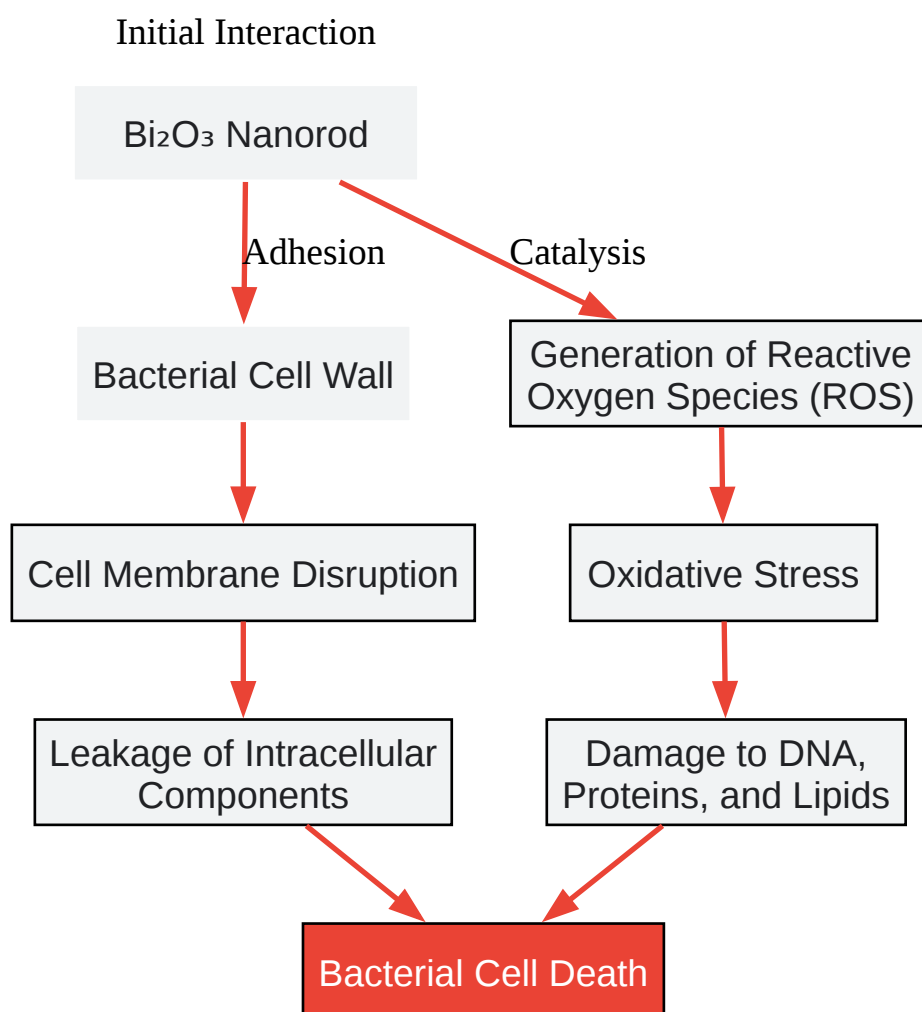 Initial Interaction
Bi₂O₃ Nanorod
Adhesion
Catalysis
Bacterial Cell Wall
Generation of Reactive
Oxygen Species (ROS)
Cell Membrane Disruption
Oxidative Stress
Leakage of Intracellular
Components
Damage to DNA,
Proteins, and Lipids
Bacterial Cell Death